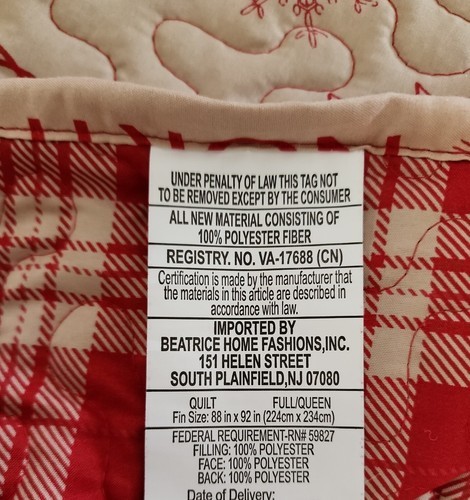 UNDER PENALTY OF LAW THIS TAG NOT
TO BE REMOVED EXCEPT BY THE CONSUMER
ALL NEW MATERIAL CONSISTING OF
100% POLYESTER FIBER
REGISTRY. NO. VA-17688 (CN)
Certification is made by the manufacturer that
the materials in this article are described in
accordance with law.
IMPORTED BY
BEATRICE HOME FASHIONS,INC.
151 HELEN STREET
SOUTH PLAINFIELD,NJ 07080
QUILT FULL/QUEEN
Fin Size: 88 in x 92 in (224cm x 234cm)
FEDERAL REQUIREMENT-RN# 59827
FILLING: 100% POLYESTER
FACE: 100% POLYESTER
BACK: 100% POLYESTER
Date of Delivery: